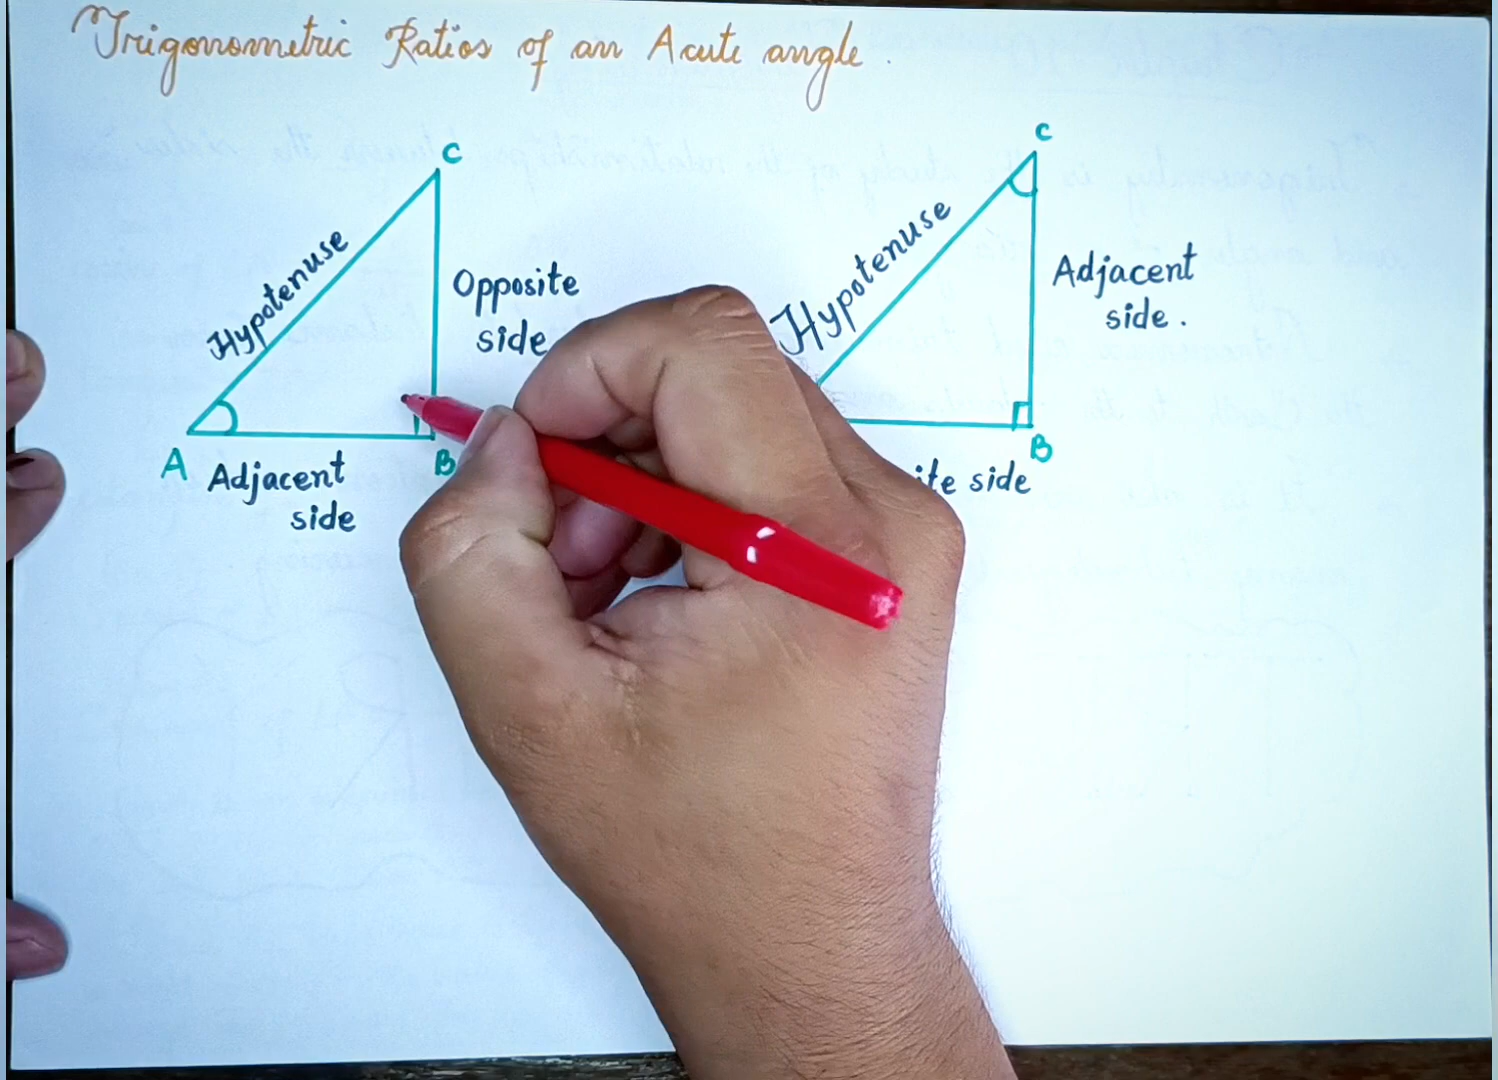 Trigonometric Ratios of an Acute angle.
C
Hypotenuse
Opposite
side
A
B
Adjacent
side
C
Hypotenuse
Adjacent
side.
B
ite side